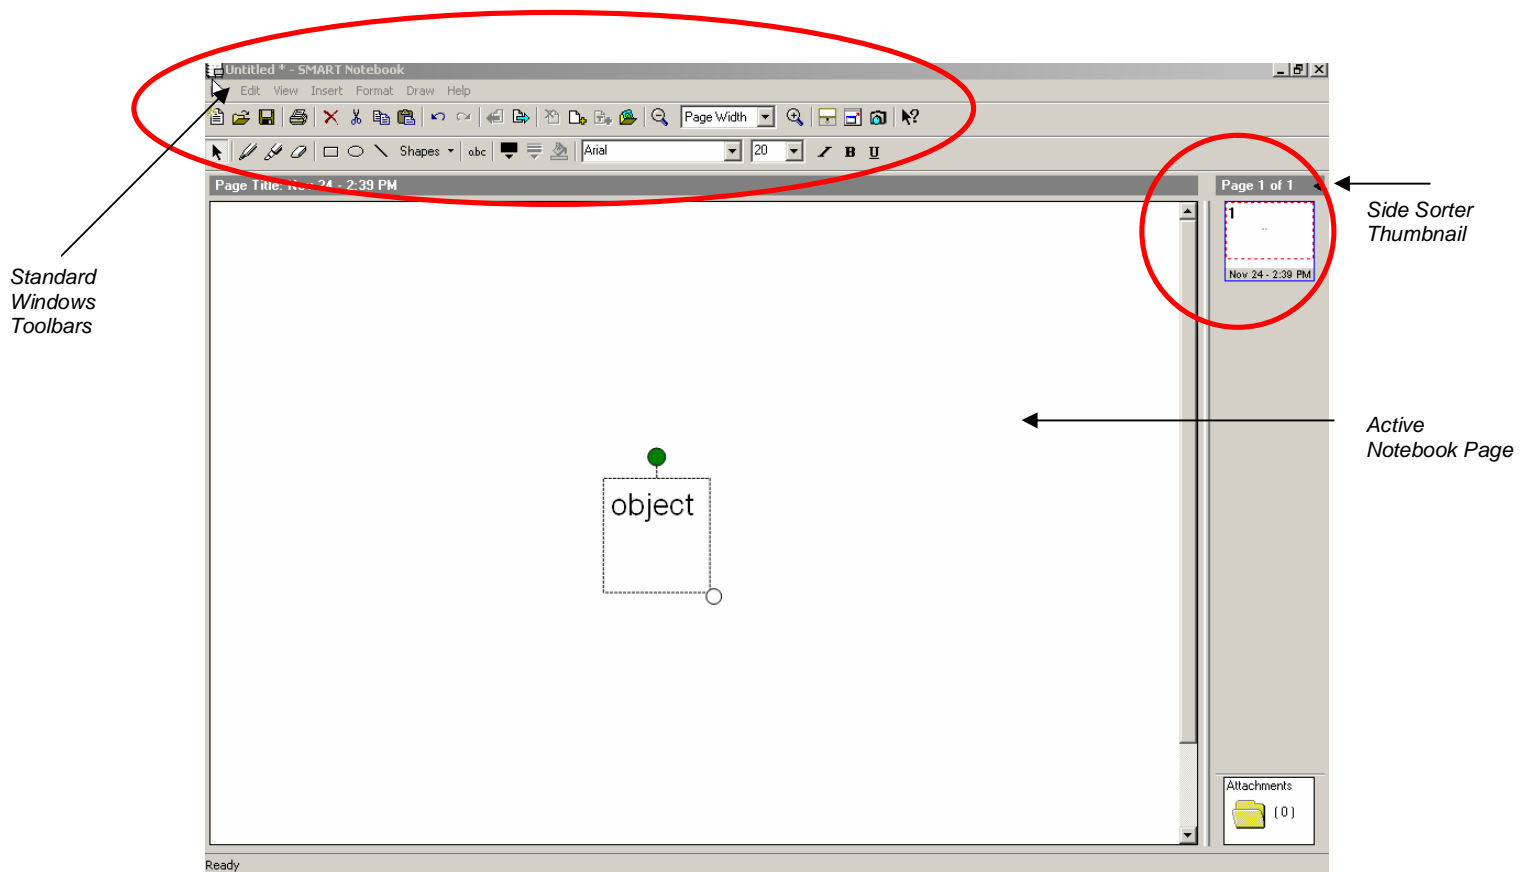 Untitled * - SMART Notebook
Edit View Insert Format Draw Help
Page Width
Shapes abc Arial 20 I B U
Page Title: Nov 24 - 2:39 PM
Page 1 of 1
1
Nov 24 - 2:39 PM
Side Sorter
Thumbnail
Standard
Windows
Toolbars
Active
Notebook Page
object
Attachments
(0)
Ready